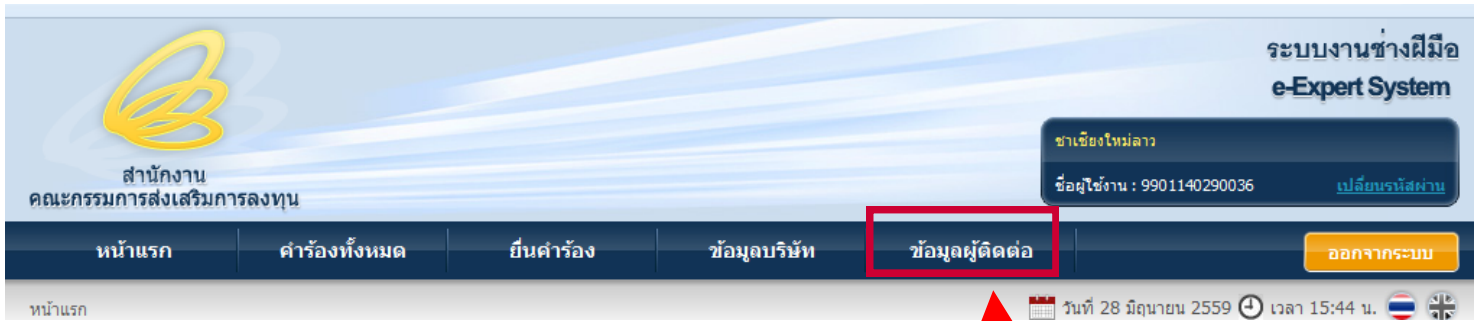 ระบบงานช่างฝีมือ
e-Expert System
ชาเชียงใหม่ลาว
ชื่อผู้ใช้งาน : 9901140290036 เปลี่ยนรหัสผ่าน
สำนักงาน
คณะกรรมการส่งเสริมการลงทุน
หน้าแรก คำร้องทั้งหมด ยื่นคำร้อง ข้อมูลบริษัท ข้อมูลผู้ติดต่อ ออกจากระบบ
หน้าแรก วันที่ 28 มิถุนายน 2559 เวลา 15:44 น.